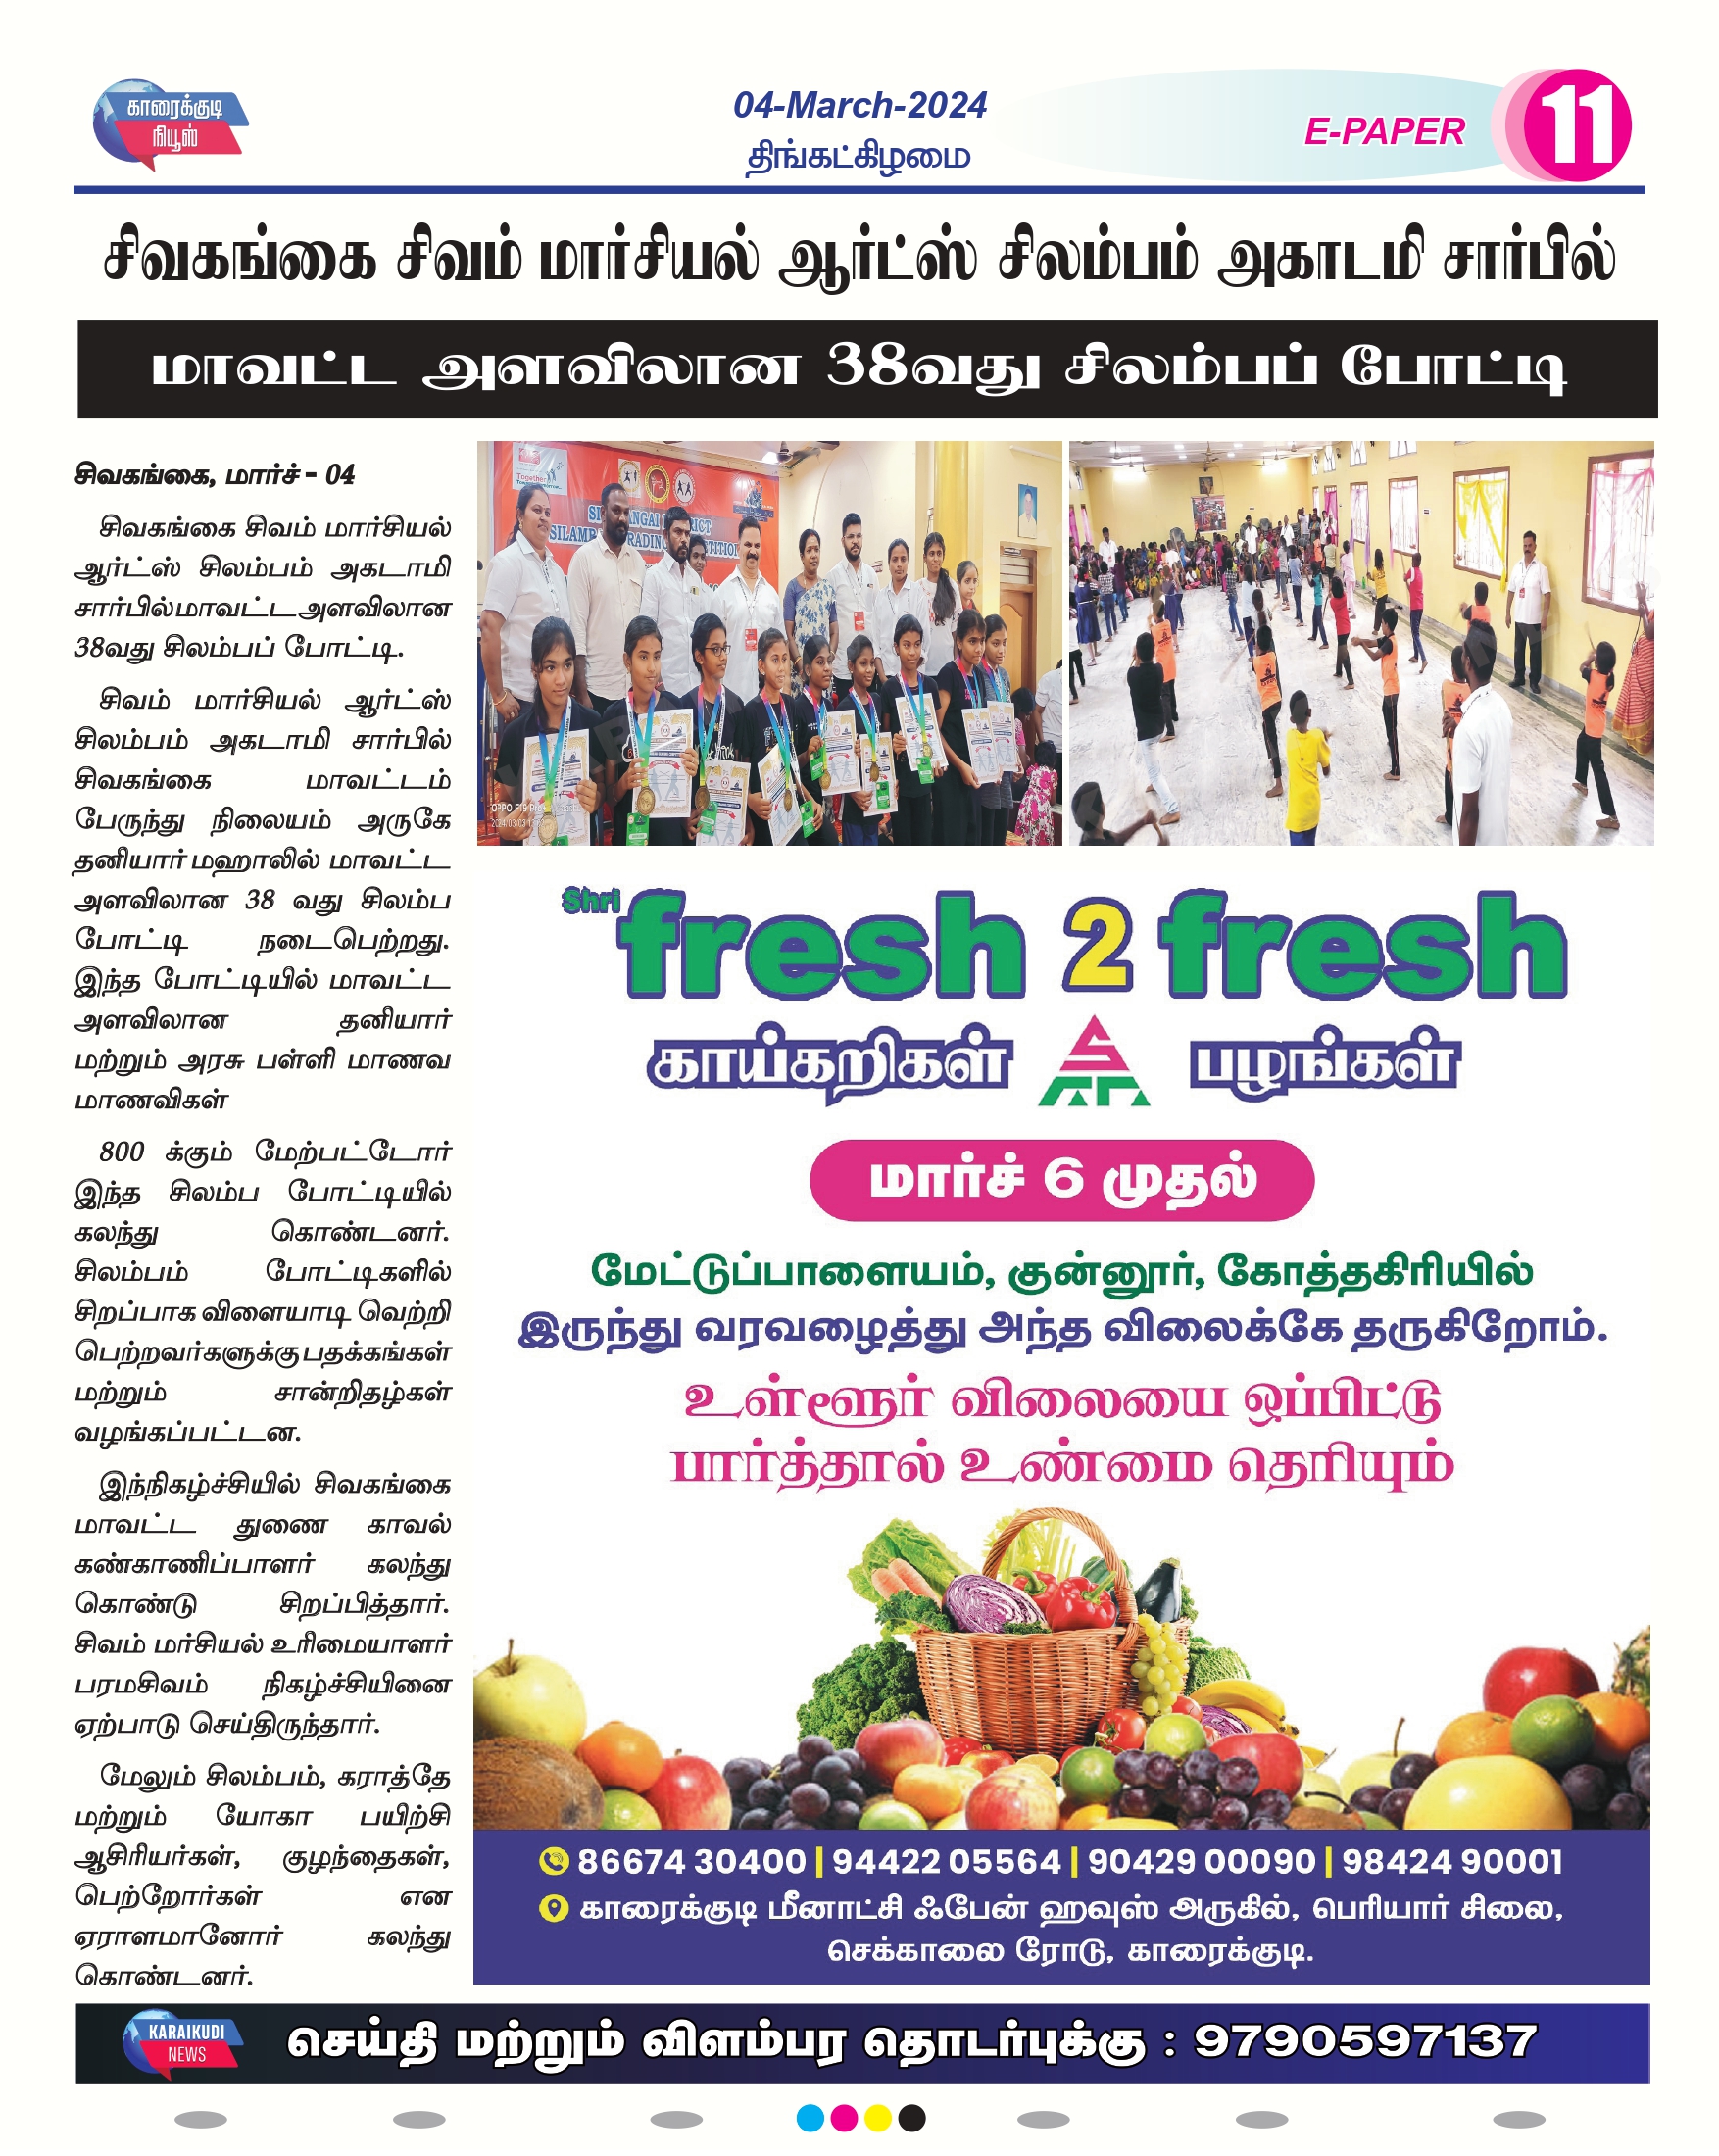 காரைக்குடி
நியூஸ்
04-March-2024
திங்கட்கிழமை
E-PAPER
11
சிவகங்கை சிவம் மார்சியல் ஆர்ட்ஸ் சிலம்பம் அகாடமி சார்பில்
மாவட்ட அளவிலான 38வது சிலம்பப் போட்டி
சிவகங்கை, மார்ச் - 04
சிவகங்கை சிவம் மார்சியல்
ஆர்ட்ஸ் சிலம்பம் அகடாமி
சார்பில் மாவட்ட அளவிலான
38வது சிலம்பப் போட்டி.
சிவம் மார்சியல் ஆர்ட்ஸ்
சிலம்பம் அகடாமி சார்பில்
சிவகங்கை மாவட்டம்
பேருந்து நிலையம் அருகே
தனியார் மஹாலில் மாவட்ட
அளவிலான 38 வது சிலம்ப
போட்டி நடைபெற்றது.
இந்த போட்டியில் மாவட்ட
அளவிலான தனியார்
மற்றும் அரசு பள்ளி மாணவ
மாணவிகள்
800 க்கும் மேற்பட்டோர்
இந்த சிலம்ப போட்டியில்
கலந்து கொண்டனர்.
சிலம்பம் போட்டிகளில்
சிறப்பாக விளையாடி வெற்றி
பெற்றவர்களுக்கு பதக்கங்கள்
மற்றும் சான்றிதழ்கள்
வழங்கப்பட்டன.
இந்நிகழ்ச்சியில் சிவகங்கை
மாவட்ட துணை காவல்
கண்காணிப்பாளர் கலந்து
கொண்டு சிறப்பித்தார்.
சிவம் மர்சியல் உரிமையாளர்
பரமசிவம் நிகழ்ச்சியினை
ஏற்பாடு செய்திருந்தார்.
மேலும் சிலம்பம், கராத்தே
மற்றும் யோகா பயிற்சி
ஆசிரியர்கள், குழந்தைகள்,
பெற்றோர்கள் என
ஏராளமானோர் கலந்து
கொண்டனர்.
Together
Shri
fresh 2 fresh
காய்கறிகள் பழங்கள்
மார்ச் 6 முதல்
மேட்டுப்பாளையம், குன்னூர், கோத்தகிரியில்
இருந்து வரவழைத்து அந்த விலைக்கே தருகிறோம்.
உள்ளூர் விலையை ஒப்பிட்டு
பார்த்தால் உண்மை தெரியும்
86674 30400 | 94422 05564 | 90429 00090 | 98424 90001
காரைக்குடி மீனாட்சி ஃபேன் ஹவுஸ் அருகில், பெரியார் சிலை,
செக்காலை ரோடு, காரைக்குடி.
KARAIKUDI
NEWS
செய்தி மற்றும் விளம்பர தொடர்புக்கு : 9790597137